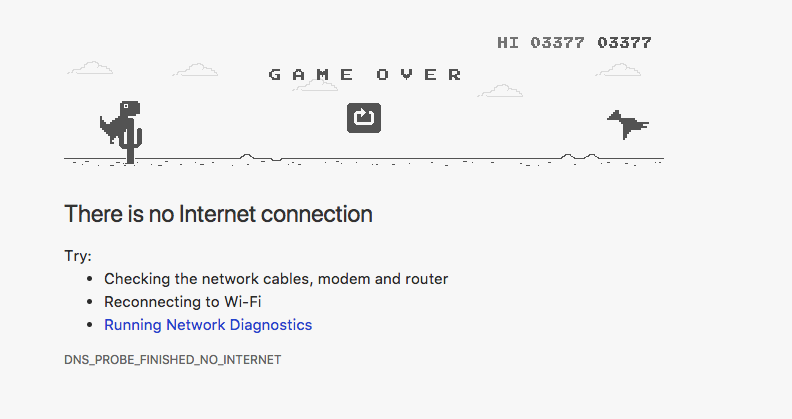 HI 03377 03377
GAME OVER
There is no Internet connection
Try:
• Checking the network cables, modem and router
• Reconnecting to Wi-Fi
• Running Network Diagnostics
DNS_PROBE_FINISHED_NO_INTERNET